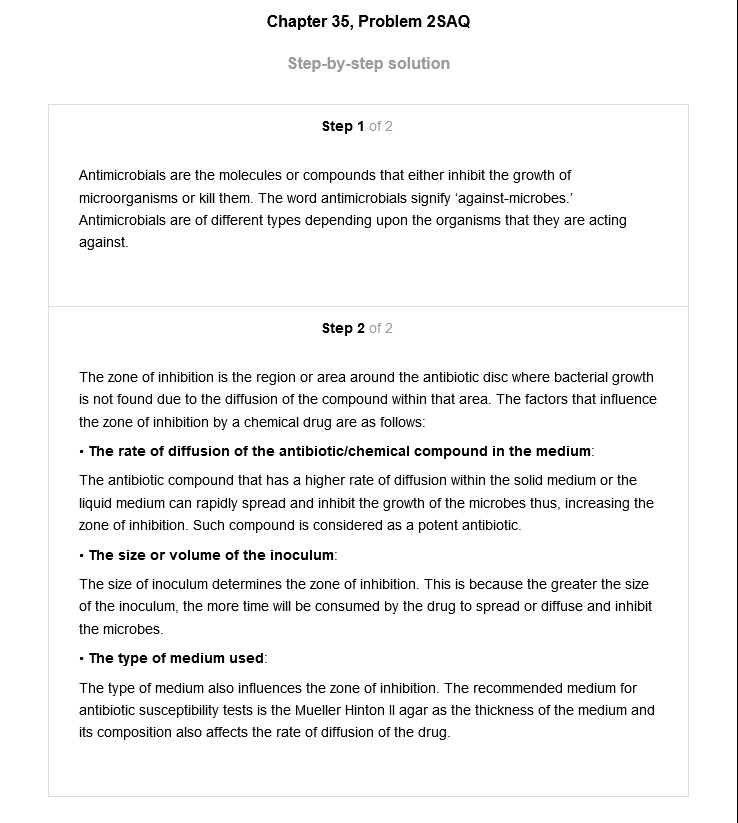 Chapter 35, Problem 2SAQ
Step-by-step solution
Step 1 of 2
Antimicrobials are the molecules or compounds that either inhibit the growth of
microorganisms or kill them. The word antimicrobials signify ‘against-microbes.’
Antimicrobials are of different types depending upon the organisms that they are acting
against.
Step 2 of 2
The zone of inhibition is the region or area around the antibiotic disc where bacterial growth
is not found due to the diffusion of the compound within that area. The factors that influence
the zone of inhibition by a chemical drug are as follows:
• The rate of diffusion of the antibiotic/chemical compound in the medium:
The antibiotic compound that has a higher rate of diffusion within the solid medium or the
liquid medium can rapidly spread and inhibit the growth of the microbes thus, increasing the
zone of inhibition. Such compound is considered as a potent antibiotic.
• The size or volume of the inoculum:
The size of inoculum determines the zone of inhibition. This is because the greater the size
of the inoculum, the more time will be consumed by the drug to spread or diffuse and inhibit
the microbes.
• The type of medium used:
The type of medium also influences the zone of inhibition. The recommended medium for
antibiotic susceptibility tests is the Mueller Hinton II agar as the thickness of the medium and
its composition also affects the rate of diffusion of the drug.